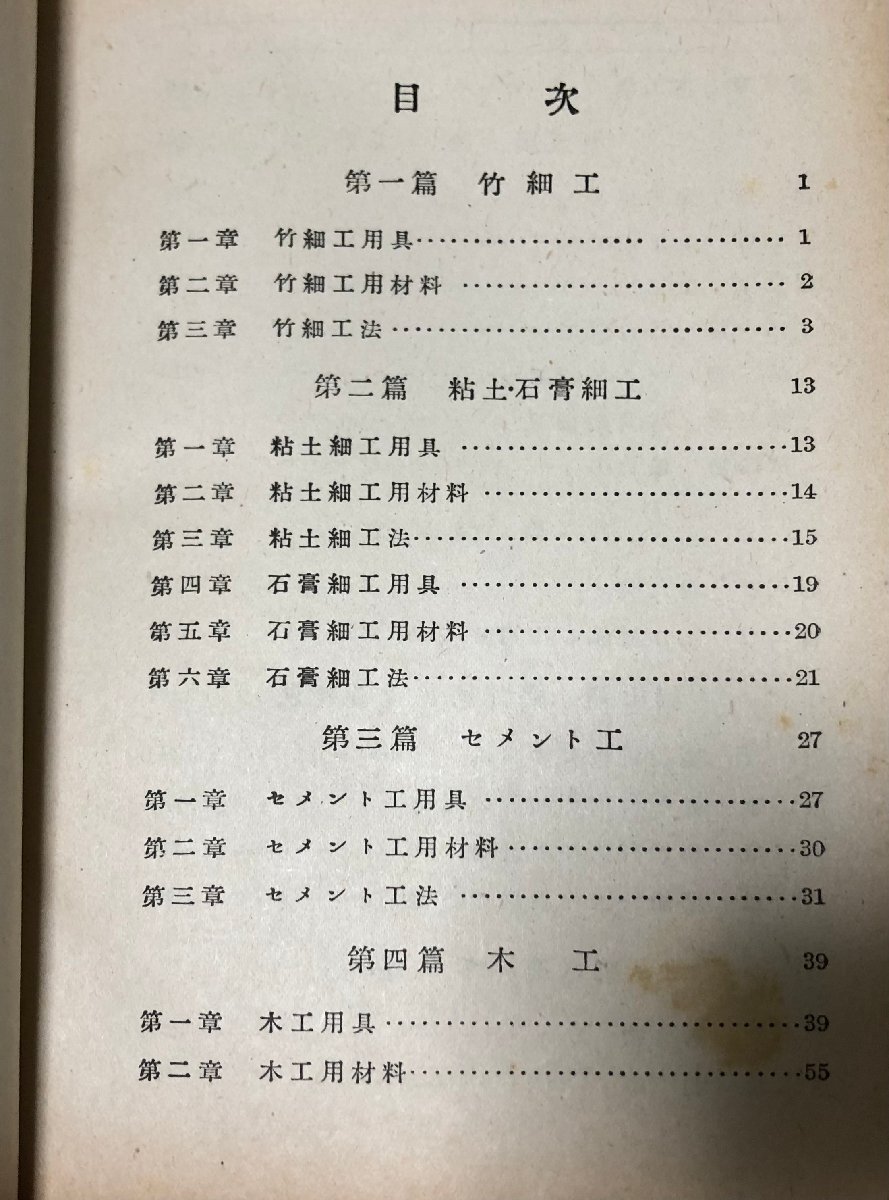 目次
第一篇 竹細工 1
第一章 竹細工用具………………… ………… 1
第二章 竹細工用材料 ………………………… 2
第三章 竹細工法……………………………… 3
第二篇 粘土・石膏細工 13
第一章 粘土細工用具 …………………………13
第二章 粘土細工用材料 ………………………14
第三章 粘土細工法……………………………15
第四章 石膏細工用具 …………………………19
第五章 石膏細工用材料 ………………………20
第六章 石膏細工法……………………………21
第三篇 セメント工 27
第一章 セメント工用具 ………………………27
第二章 セメント工用材料……………………30
第三章 セメント工法 …………………………31
第四篇 木工 39
第一章 木工用具………………………………39
第二章 木工用材料……………………………55